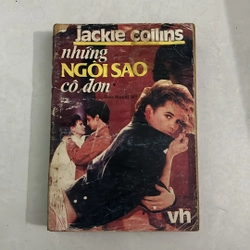 Jackie collins
những
NGÔI SAO
cô đơn
vh